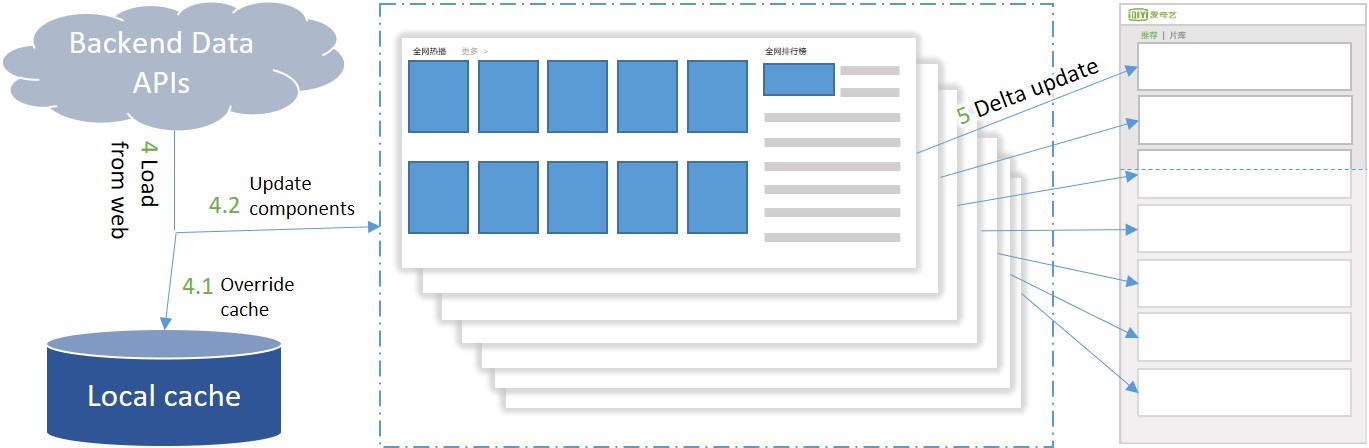 Backend Data
APIs
4 Load
from web
4.2 Update
components
4.1 Override
cache
Local cache
全网热播 更多 >
全网排行榜
5 Delta update
QIYI 爱奇艺
推荐 | 片库